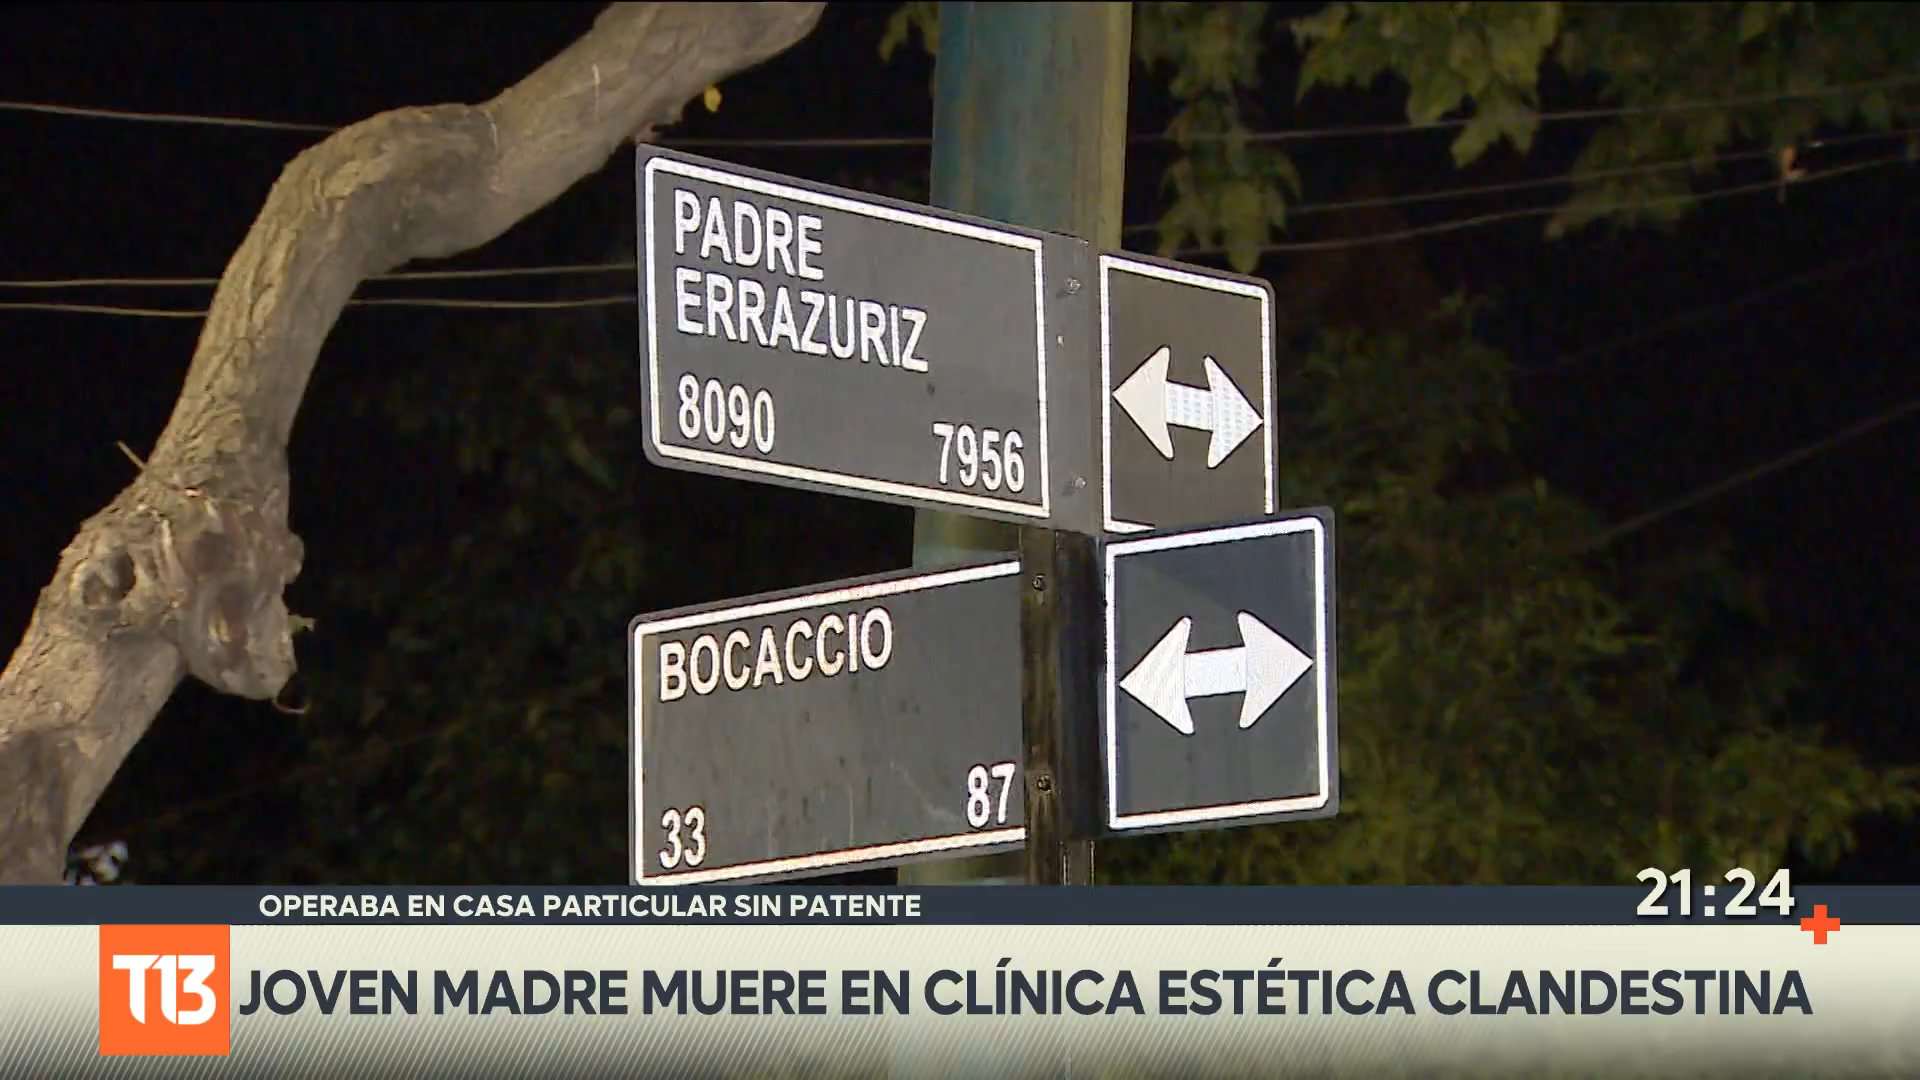 PADRE
ERRAZURIZ
8090 7956
BOCACCIO
33 87
OPERABA EN CASA PARTICULAR SIN PATENTE
21:24
T13
JOVEN MADRE MUERE EN CLÍNICA ESTÉTICA CLANDESTINA